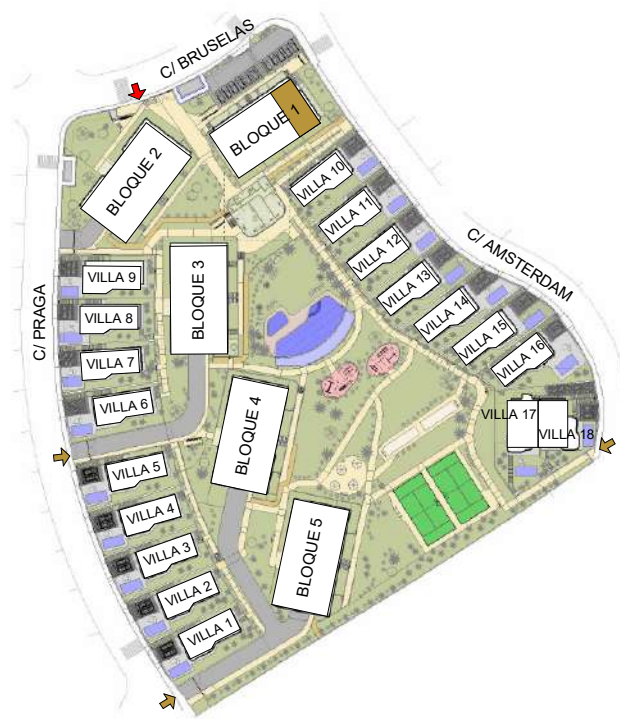 C/ BRUSELAS
BLOQUE 1
BLOQUE 2
VILLA 10
VILLA 11
VILLA 12
VILLA 13
VILLA 14
VILLA 15
VILLA 16
C/ AMSTERDAM
VILLA 17
VILLA 18
BLOQUE 3
VILLA 9
VILLA 8
VILLA 7
VILLA 6
C/ PRAGA
BLOQUE 4
VILLA 5
VILLA 4
VILLA 3
VILLA 2
VILLA 1
BLOQUE 5